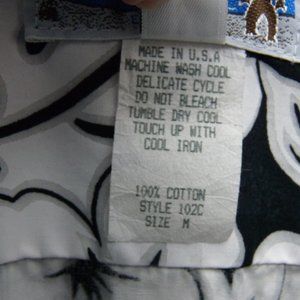 MADE IN U.S.A
MACHINE WASH COOL
DELICATE CYCLE
DO NOT BLEACH
TUMBLE DRY COOL
TOUCH UP WITH
COOL IRON
100% COTTON
STYLE 102C
SIZE M